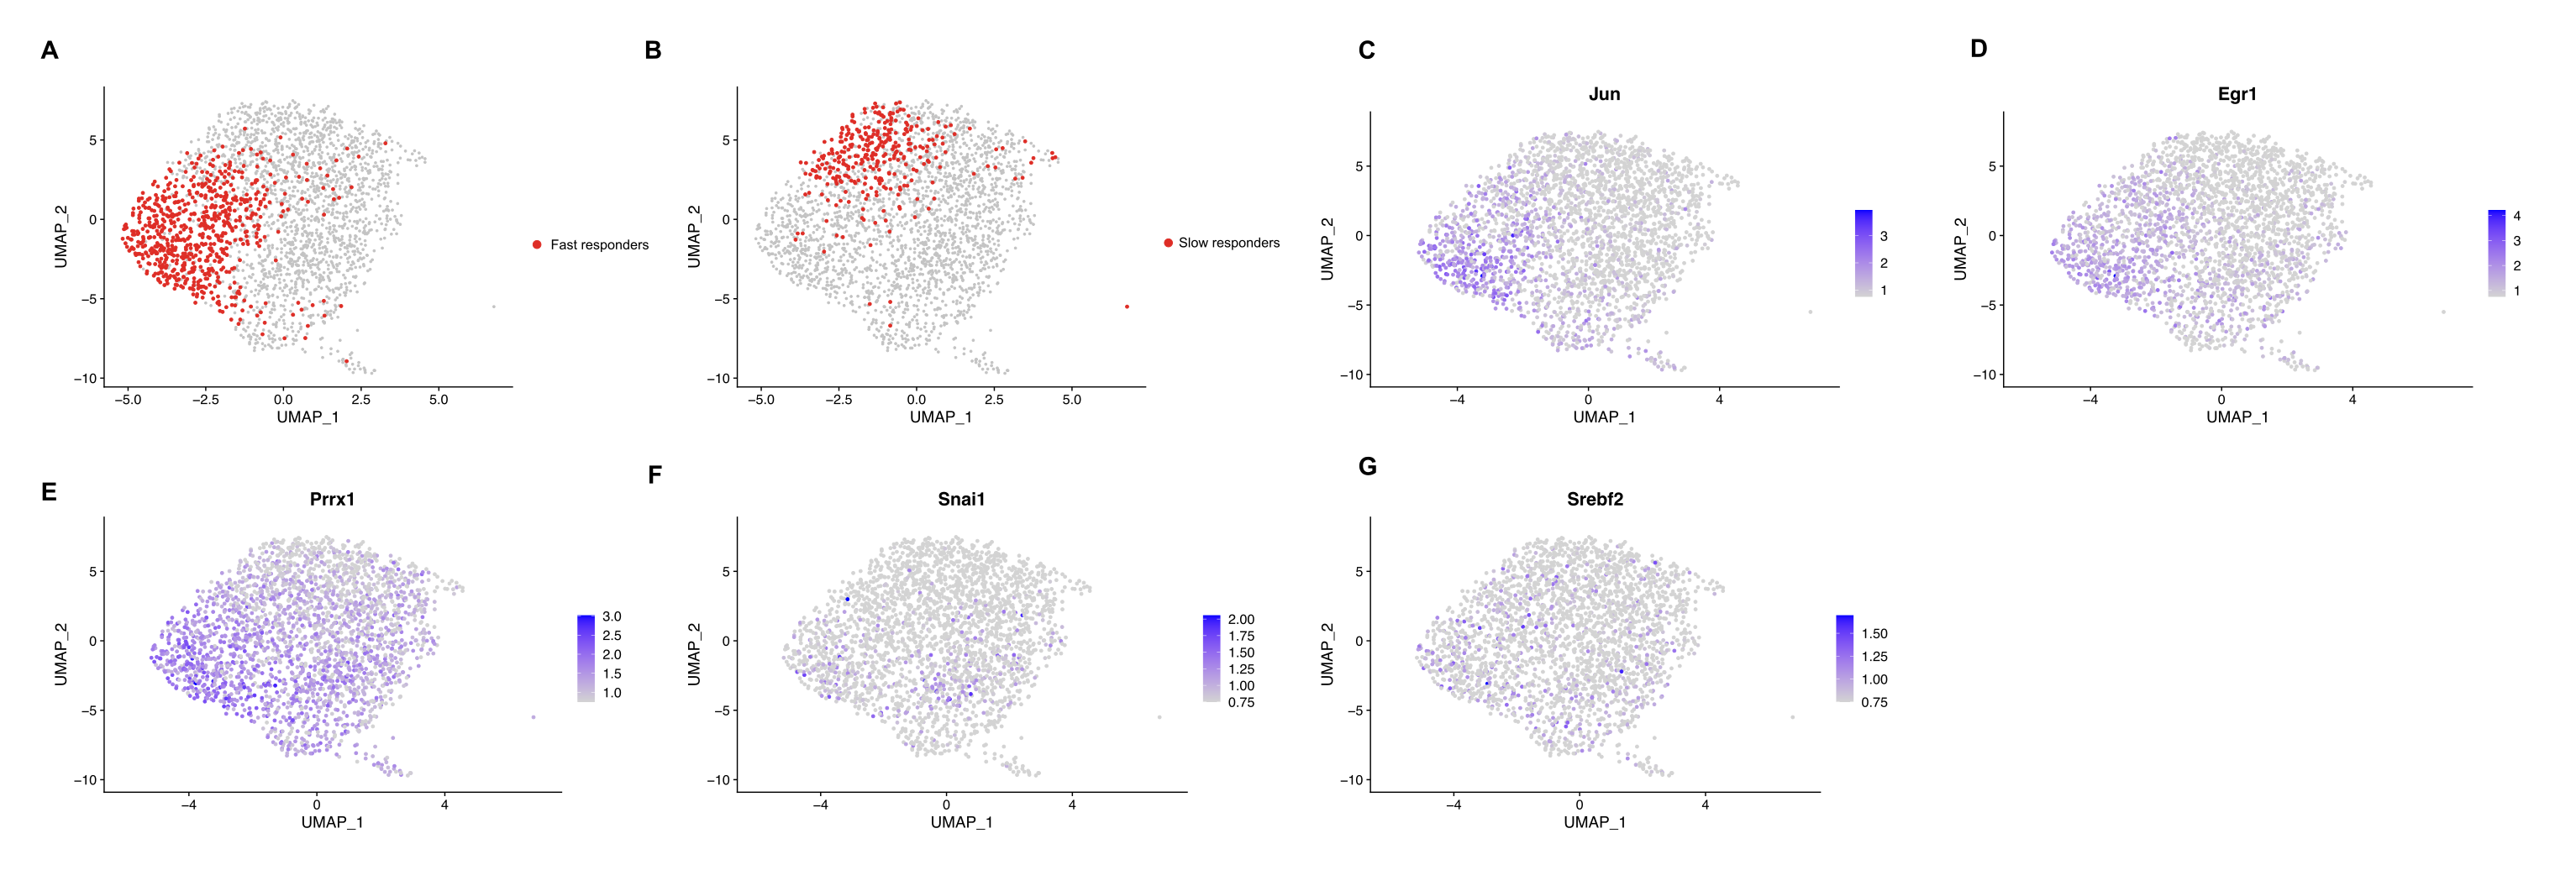 A
5
0
−5
−10
UMAP_2
−5.0 −2.5 0.0 2.5 5.0
UMAP_1
Fast responders
B
5
0
−5
−10
UMAP_2
−5.0 −2.5 0.0 2.5 5.0
UMAP_1
Slow responders
C
Jun
5
0
−5
−10
UMAP_2
−4 0 4
UMAP_1
3
2
1
D
Egr1
5
0
−5
−10
UMAP_2
−4 0 4
UMAP_1
4
3
2
1
E
Prrx1
5
0
−5
−10
UMAP_2
−4 0 4
UMAP_1
3.0
2.5
2.0
1.5
1.0
F
Snai1
5
0
−5
−10
UMAP_2
−4 0 4
UMAP_1
2.00
1.75
1.50
1.25
1.00
0.75
G
Srebf2
5
0
−5
−10
UMAP_2
−4 0 4
UMAP_1
1.50
1.25
1.00
0.75